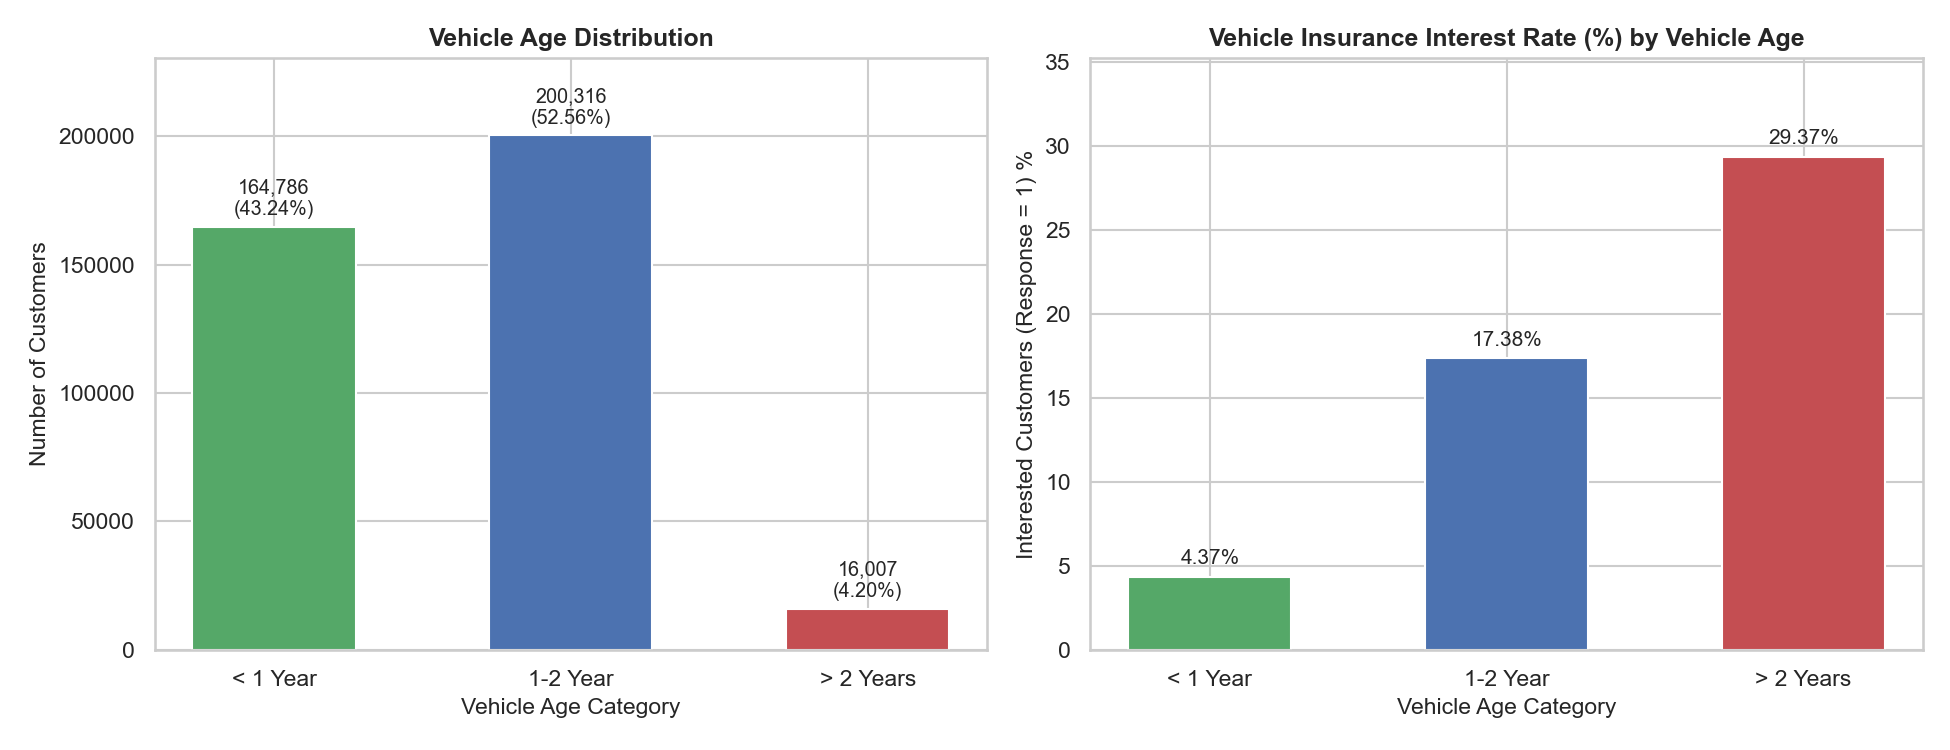 Vehicle Age Distribution
Number of Customers
200000
150000
100000
50000
0
164,786
(43.24%)
200,316
(52.56%)
16,007
(4.20%)
< 1 Year
1-2 Year
> 2 Years
Vehicle Age Category
Vehicle Insurance Interest Rate (%) by Vehicle Age
Interested Customers (Response = 1) %
35
30
25
20
15
10
5
0
4.37%
17.38%
29.37%
< 1 Year
1-2 Year
> 2 Years
Vehicle Age Category